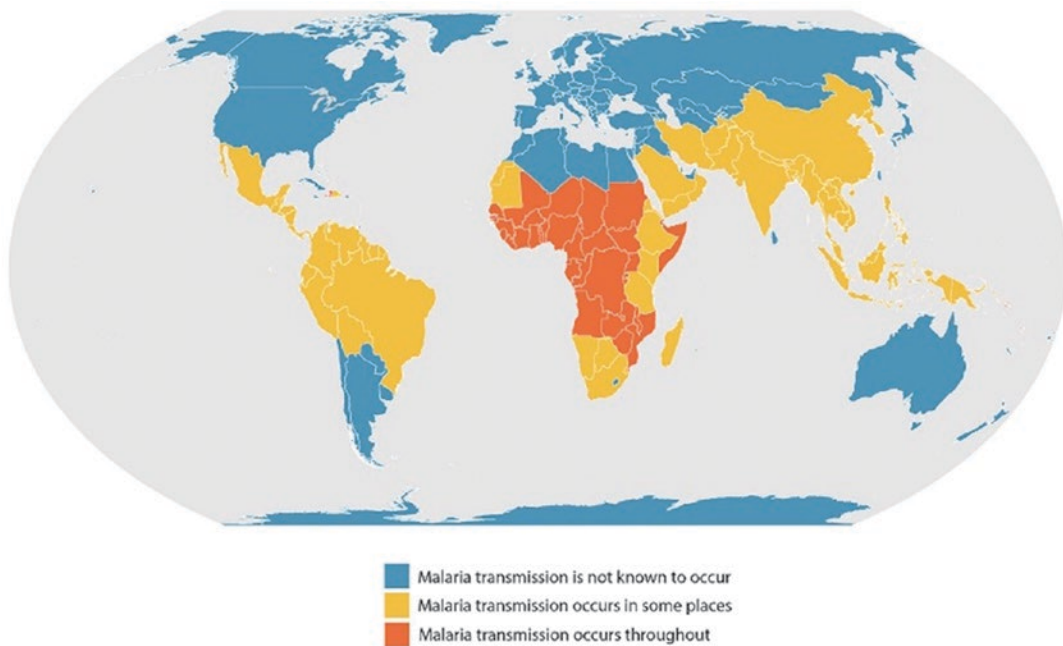 Malaria transmission is not known to occur
Malaria transmission occurs in some places
Malaria transmission occurs throughout